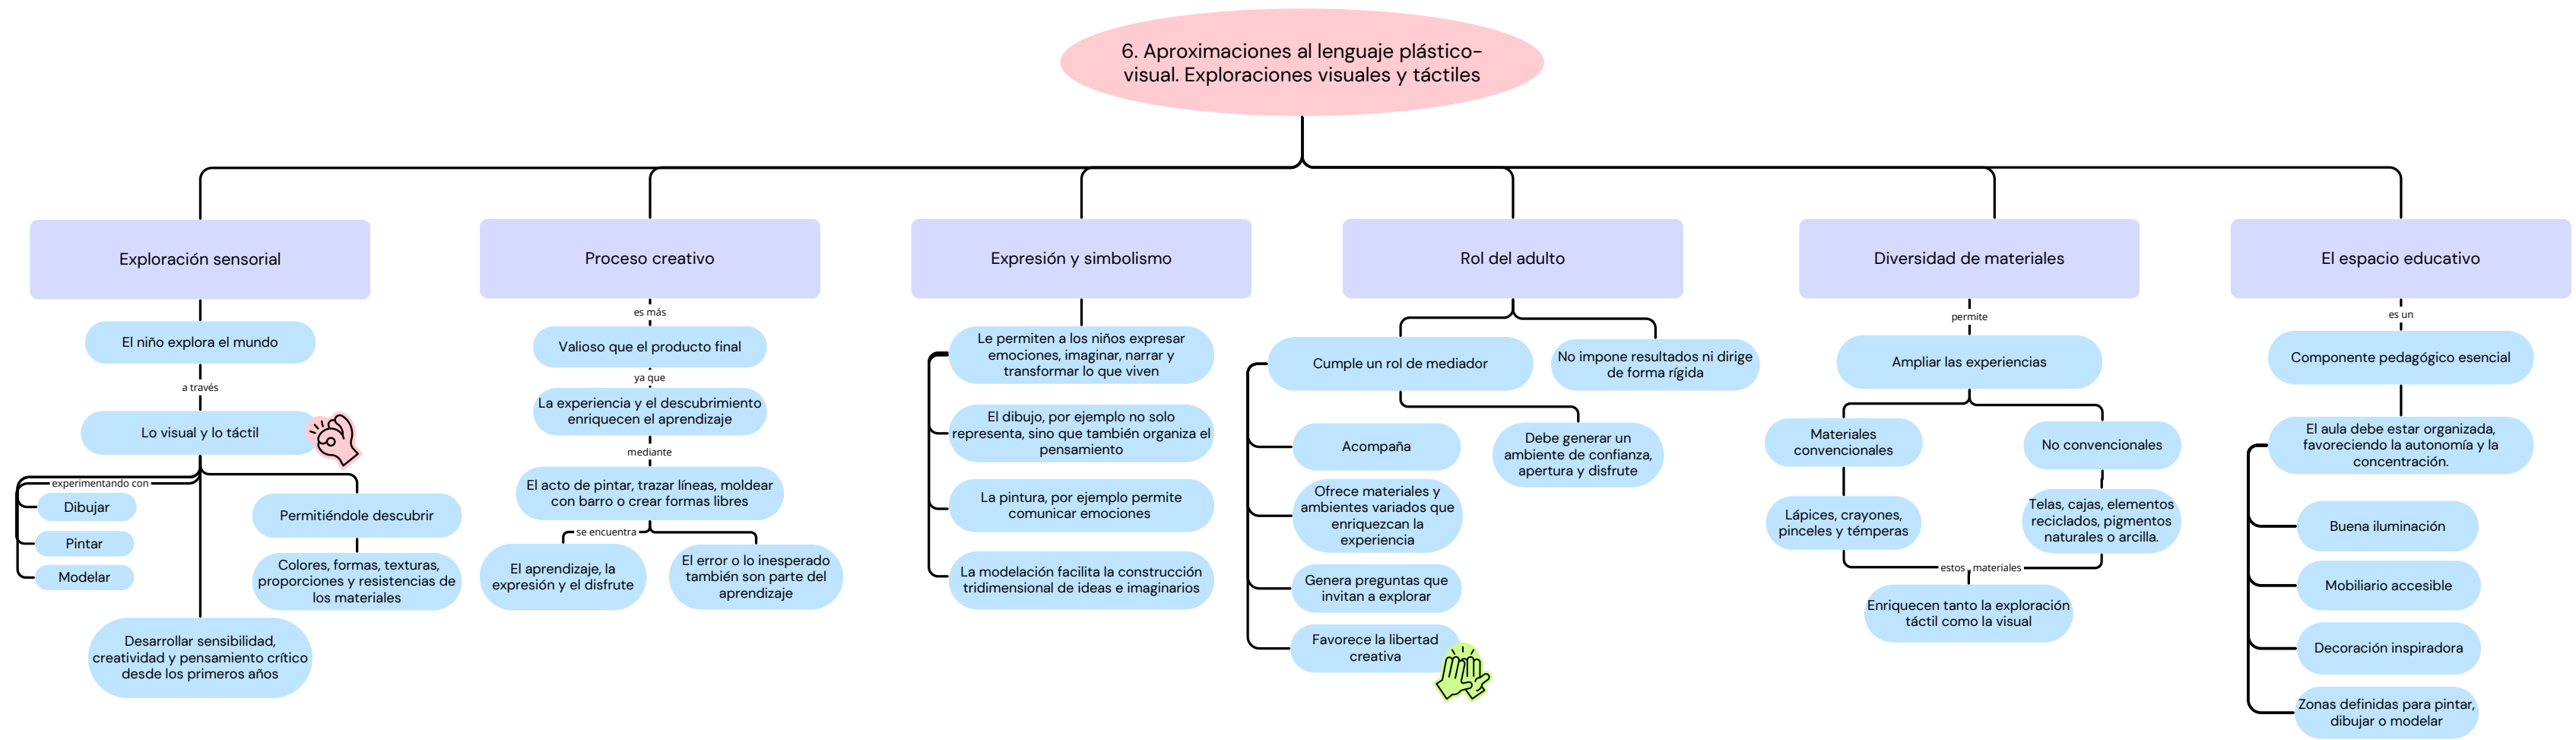 6. Aproximaciones al lenguaje plástico-
visual. Exploraciones visuales y táctiles
Exploración sensorial
El niño explora el mundo
a través
Lo visual y lo táctil
experimentando con
Dibujar
Pintar
Modelar
Permitiéndole descubrir
Colores, formas, texturas,
proporciones y resistencias de
los materiales
Desarrollar sensibilidad,
creatividad y pensamiento crítico
desde los primeros años
Proceso creativo
es más
Valioso que el producto final
ya que
La experiencia y el descubrimiento
enriquecen el aprendizaje
mediante
El acto de pintar, trazar líneas, moldear
con barro o crear formas libres
se encuentra
El aprendizaje, la
expresión y el disfrute
El error o lo inesperado
también son parte del
aprendizaje
Expresión y simbolismo
Le permiten a los niños expresar
emociones, imaginar, narrar y
transformar lo que viven
El dibujo, por ejemplo no solo
representa, sino que también organiza el
pensamiento
La pintura, por ejemplo permite
comunicar emociones
La modelación facilita la construcción
tridimensional de ideas e imaginarios
Rol del adulto
Cumple un rol de mediador
No impone resultados ni dirige
de forma rígida
Acompaña
Ofrece materiales y
ambientes variados que
enriquezcan la
experiencia
Genera preguntas que
invitan a explorar
Favorece la libertad
creativa
Debe generar un
ambiente de confianza,
apertura y disfrute
Diversidad de materiales
permite
Ampliar las experiencias
Materiales
convencionales
Lápices, crayones,
pinceles y témperas
No convencionales
Telas, cajas, elementos
reciclados, pigmentos
naturales o arcilla.
estos materiales
Enriquecen tanto la exploración
táctil como la visual
El espacio educativo
es un
Componente pedagógico esencial
El aula debe estar organizada,
favoreciendo la autonomía y la
concentración.
Buena iluminación
Mobiliario accesible
Decoración inspiradora
Zonas definidas para pintar,
dibujar o modelar